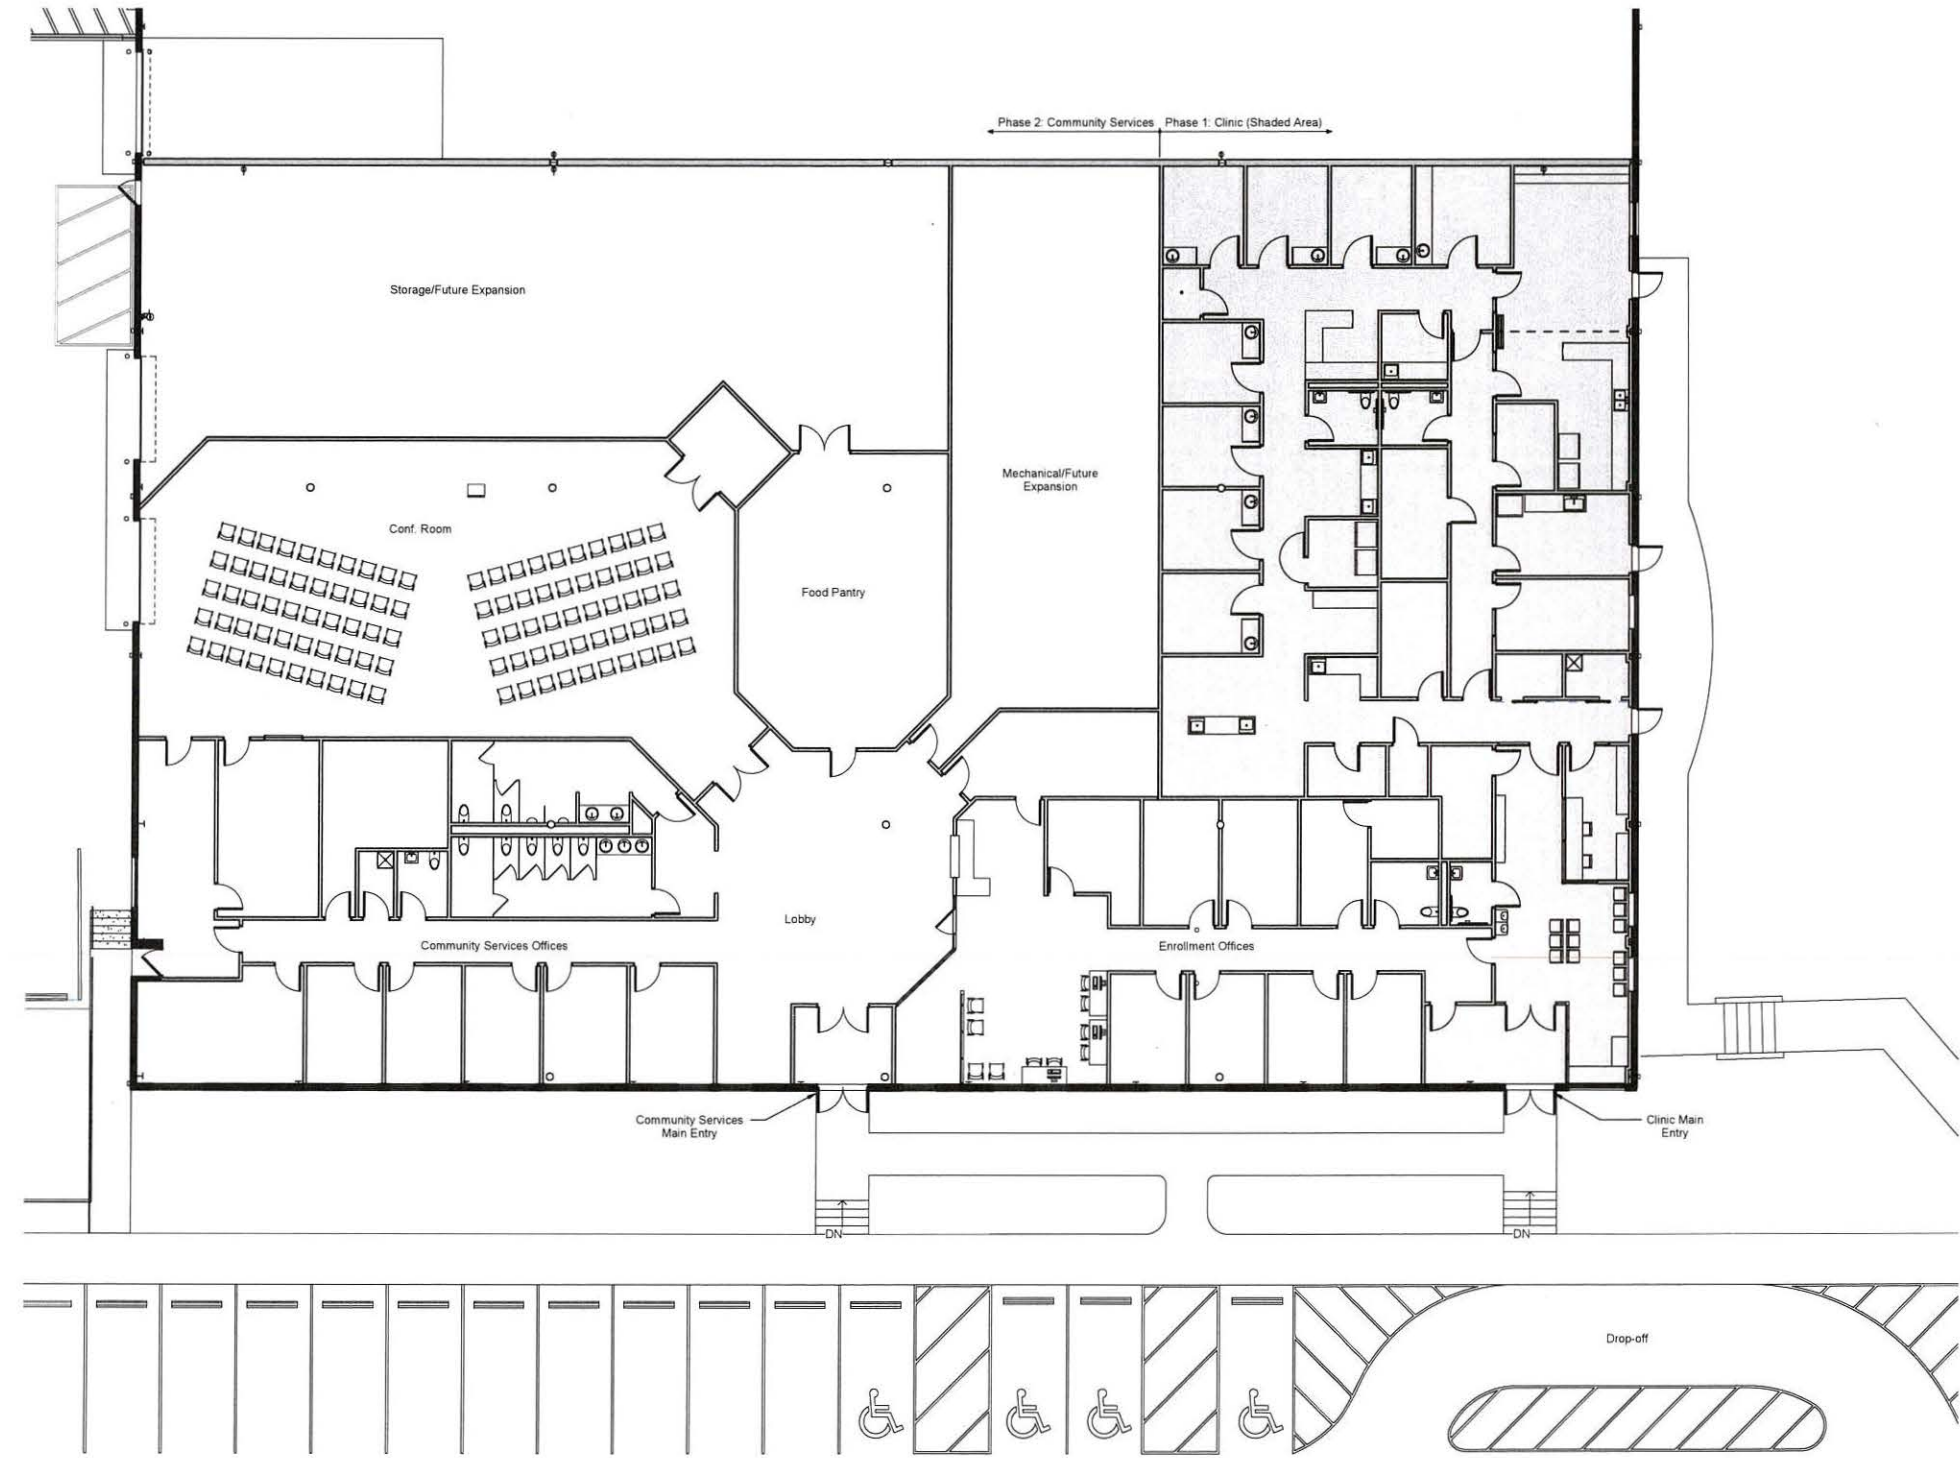 Phase 2: Community Services Phase 1: Clinic (Shaded Area)
Storage/Future Expansion
Mechanical/Future
Expansion
Conf. Room
Food Pantry
Lobby
Community Services Offices
Enrollment Offices
Community Services
Main Entry
Clinic Main
Entry
DN
DN
Drop-off